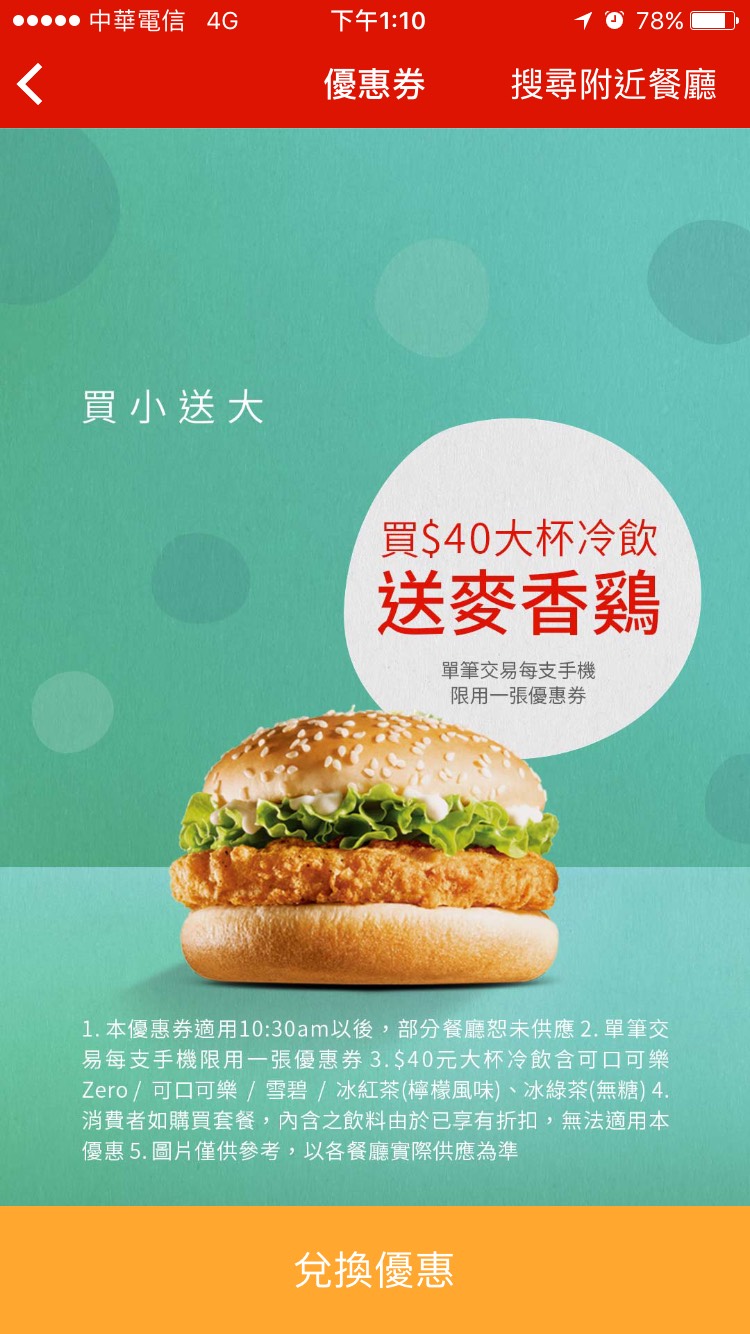 中華電信 4G 下午1:10 78%
優惠券 搜尋附近餐廳
買小送大
買$40大杯冷飲
送麥香鷄
單筆交易每支手機
限用一張優惠券
1. 本優惠券適用10:30am以後，部分餐廳恕未供應 2. 單筆交
易每支手機限用一張優惠券 3. $40元大杯冷飲含可口可樂
Zero / 可口可樂 / 雪碧 / 冰紅茶(檸檬風味)、冰綠茶(無糖) 4.
消費者如購買套餐，內含之飲料由於已享有折扣，無法適用本
優惠 5. 圖片僅供參考，以各餐廳實際供應為準
兌換優惠